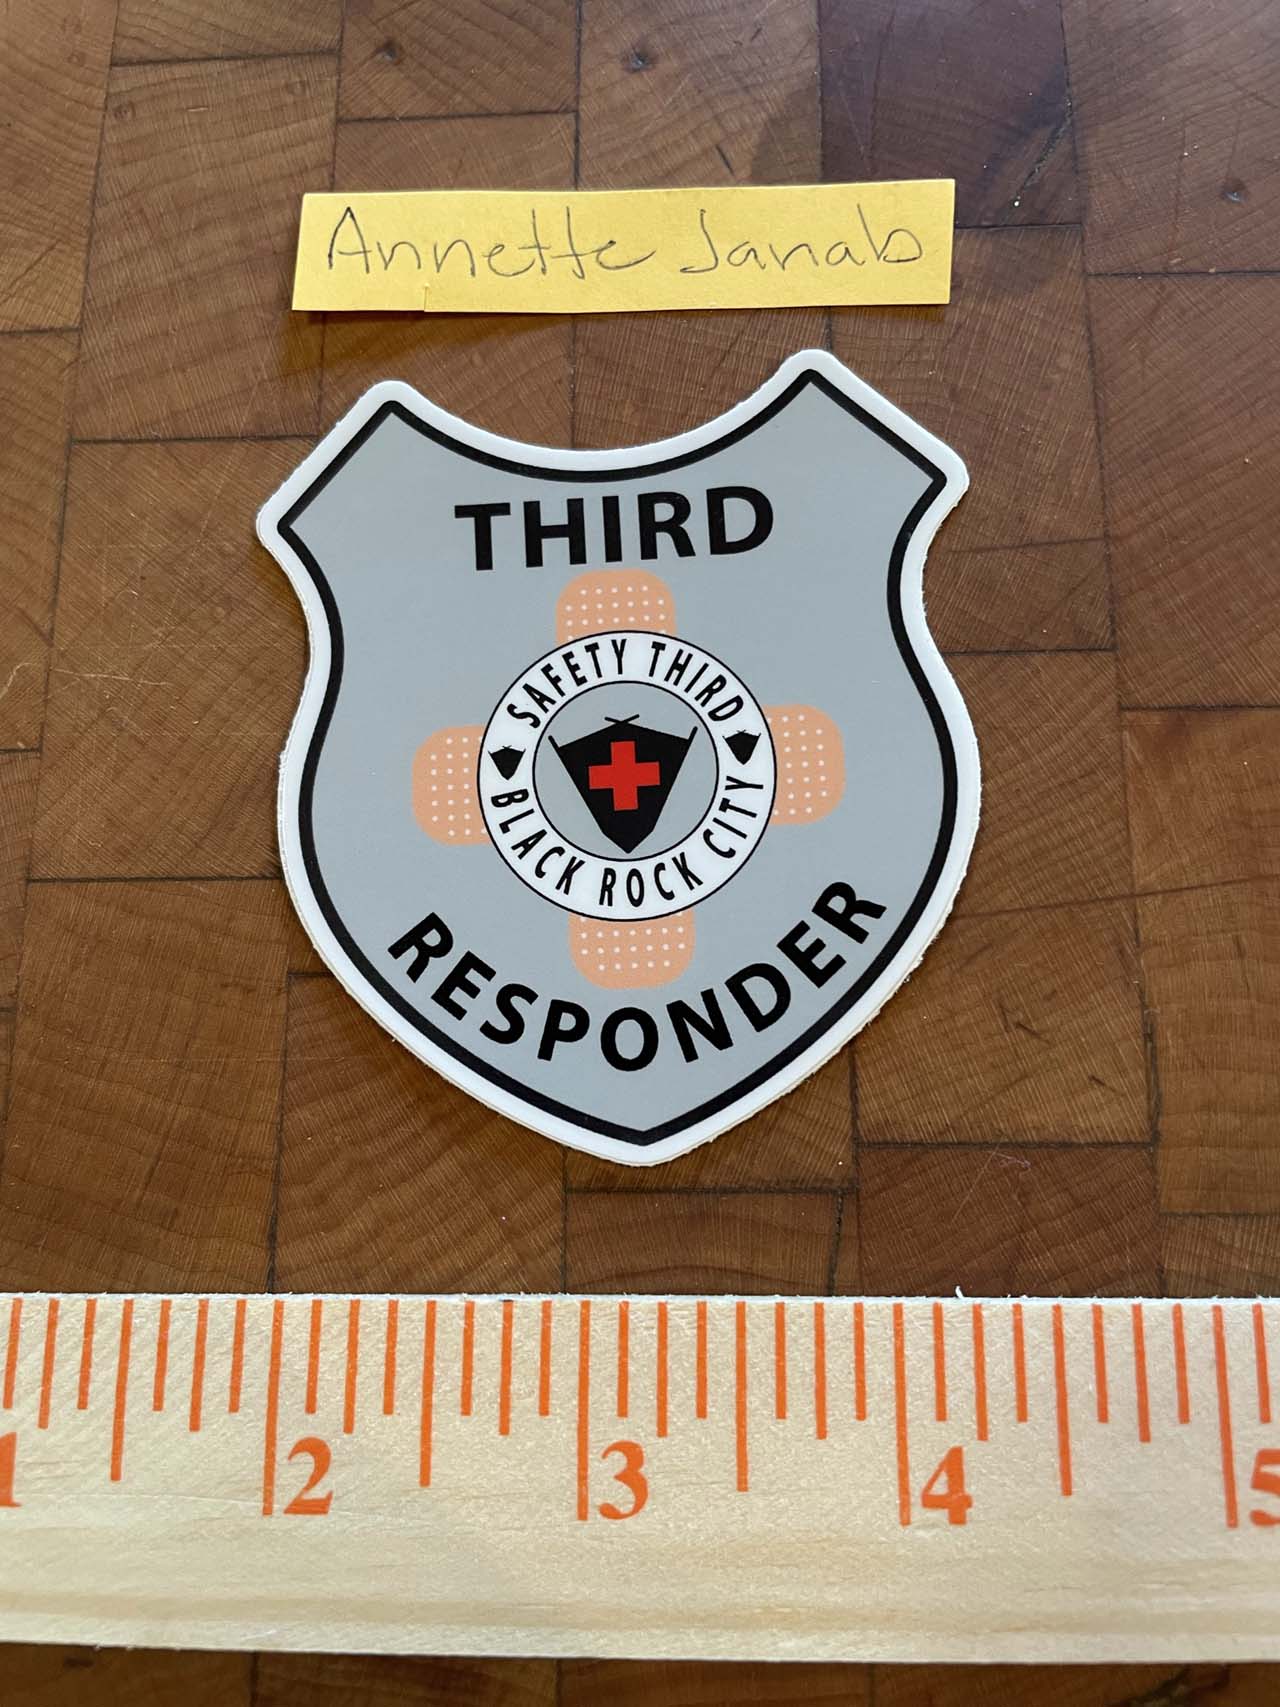 Annette Janab
THIRD
SAFETY THIRD
BLACK ROCK CITY
RESPONDER
1 2 3 4 5